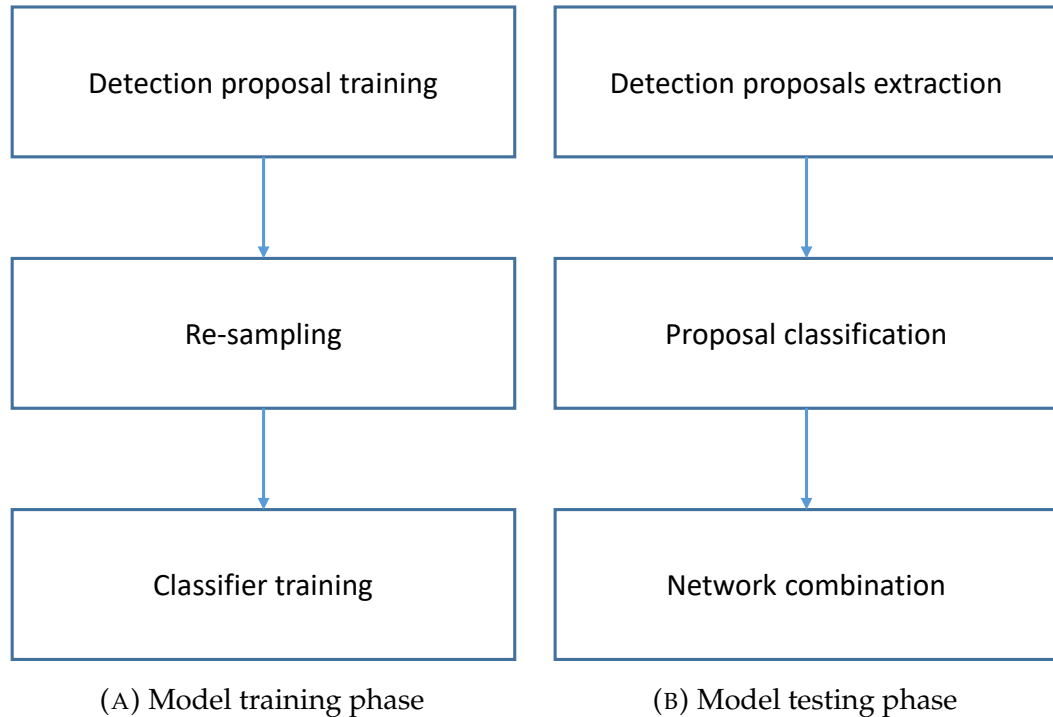 Detection proposal training
Re-sampling
Classifier training
(A) Model training phase
Detection proposals extraction
Proposal classification
Network combination
(B) Model testing phase